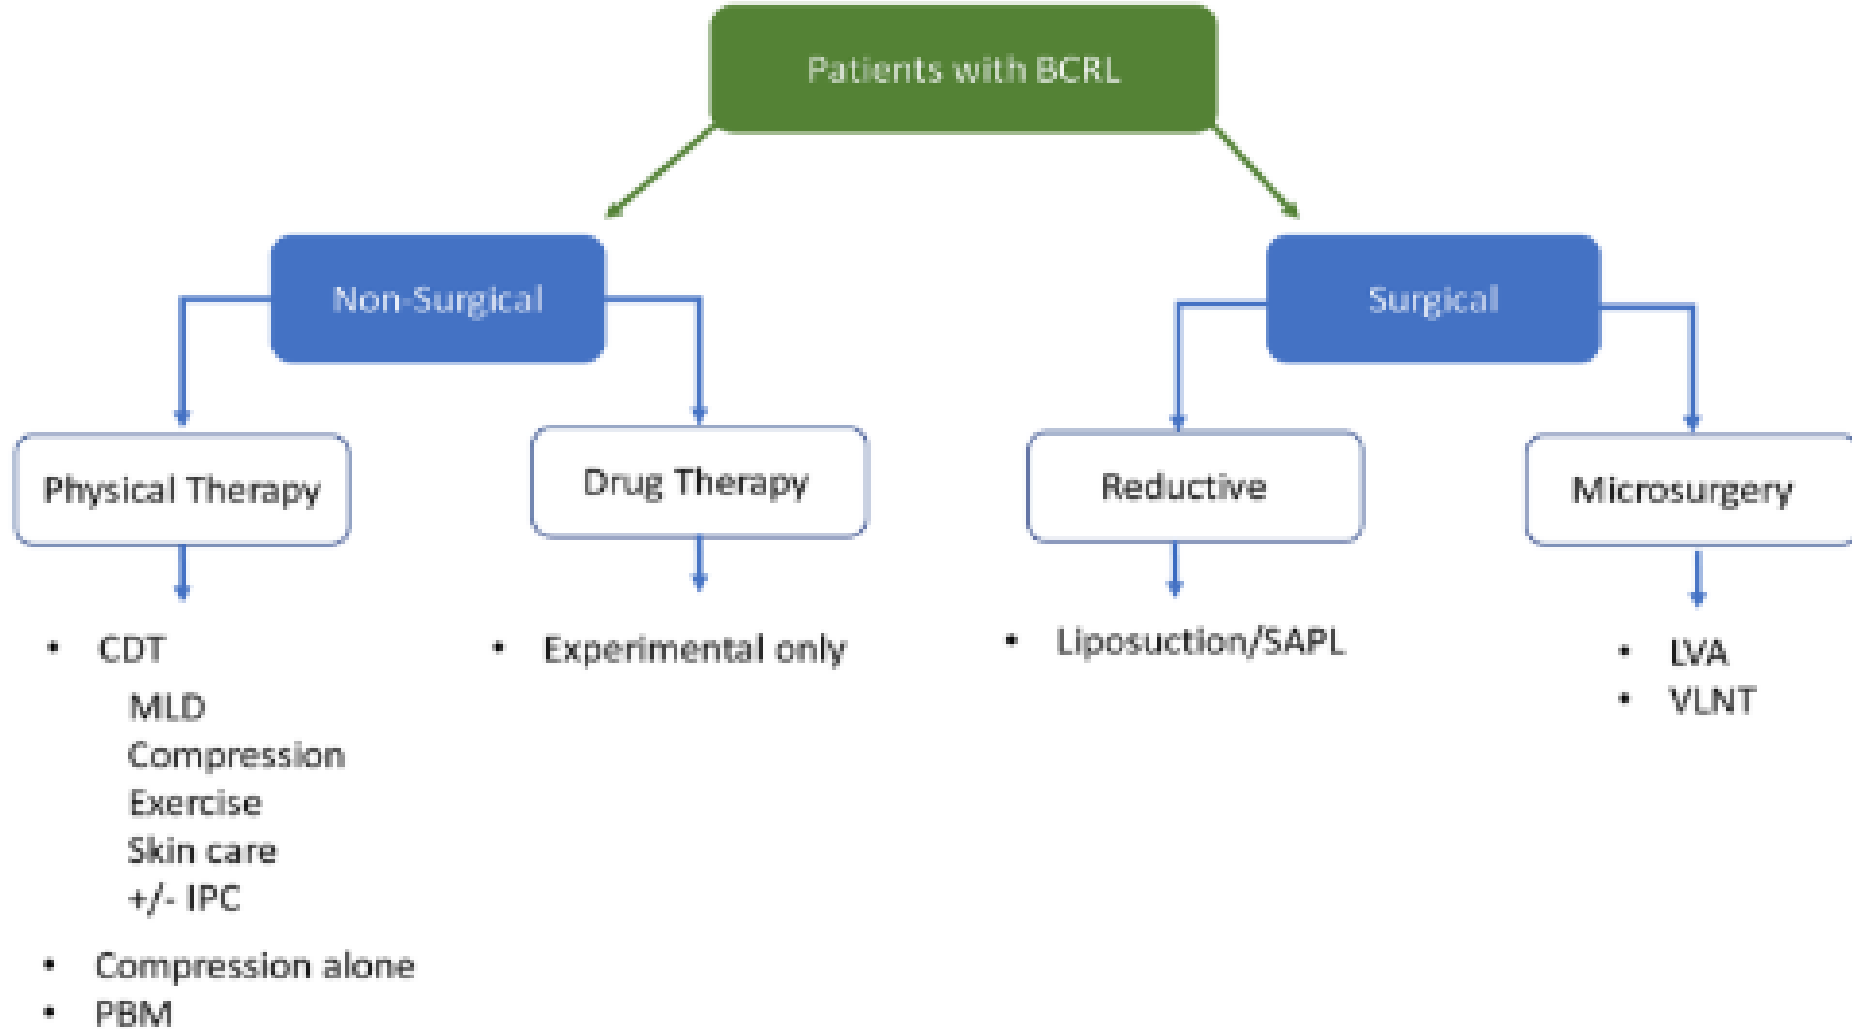 Patients with BCRL
Non-Surgical
Surgical
Physical Therapy
Drug Therapy
Reductive
Microsurgery
• CDT
MLD
Compression
Exercise
Skin care
+/- IPC
• Compression alone
• PBM
• Experimental only
• Liposuction/SAPL
• LVA
• VLNT